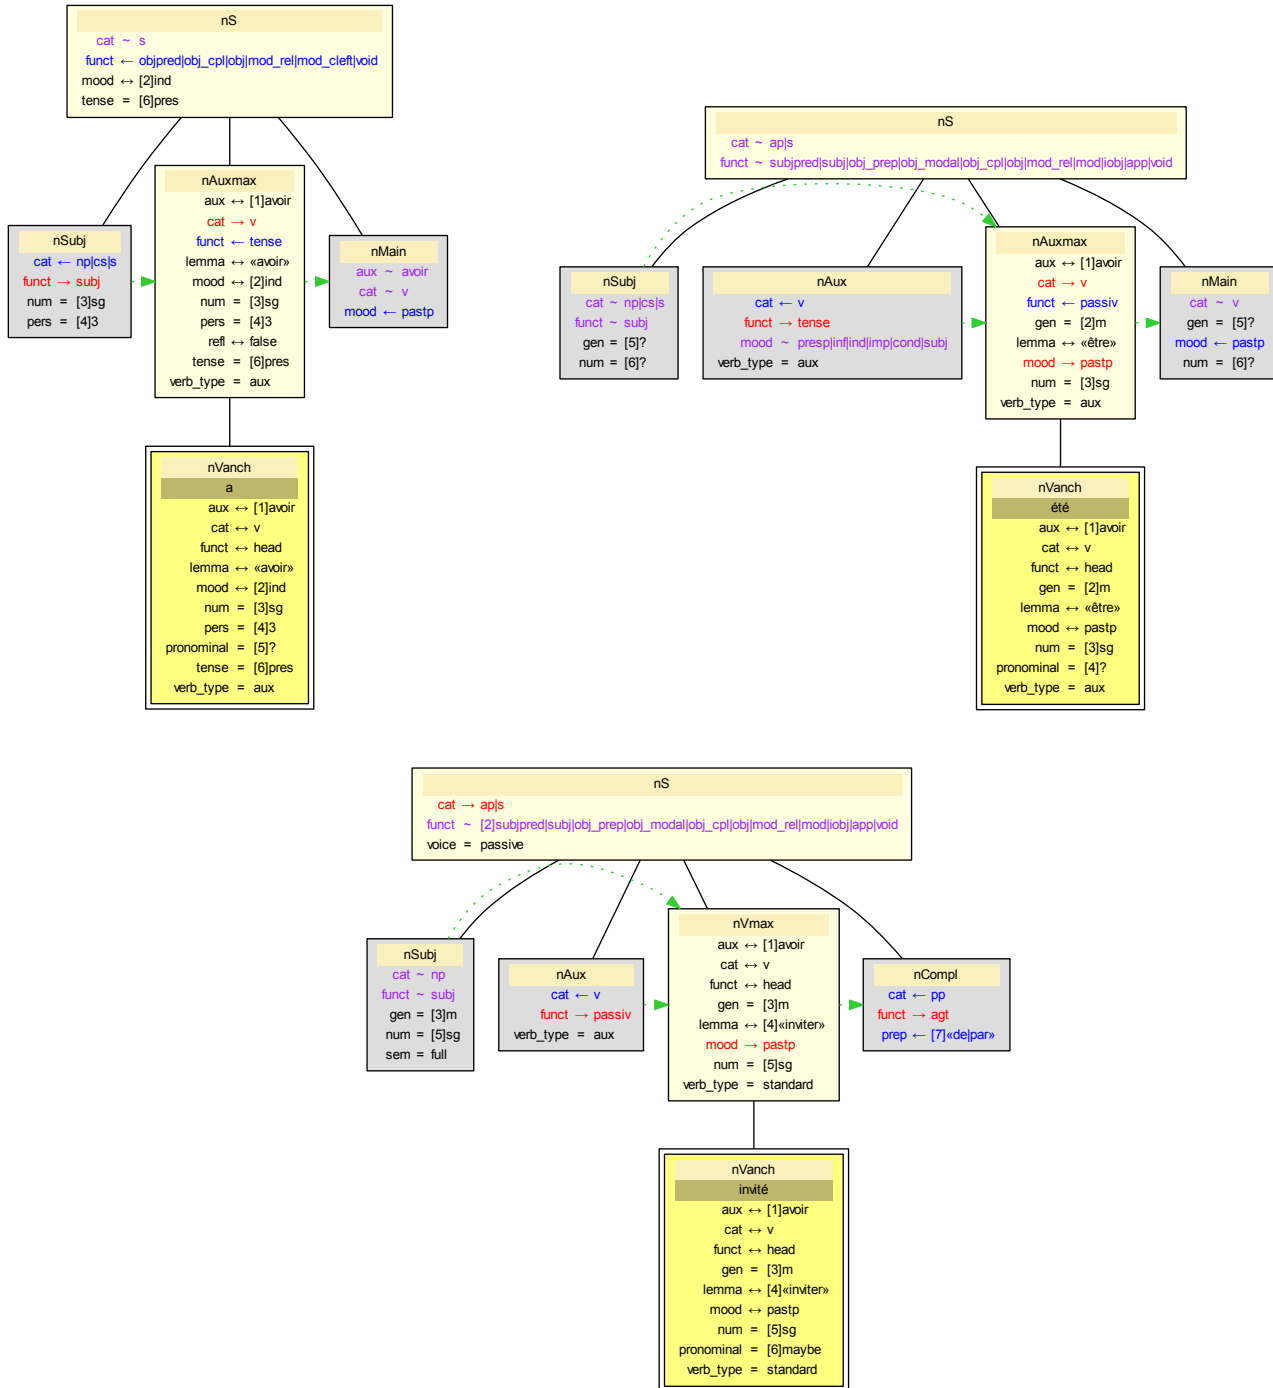 nS
cat ~ s
funct ← objpred|obj_cpl|obj|mod_rel|mod_cleft|void
mood ↔ [2]ind
tense = [6]pres
nSubj
cat ← np|cs|s
funct → subj
num = [3]sg
pers = [4]3
nAuxmax
aux ↔ [1]avoir
cat → v
funct ← tense
lemma ↔ «avoir»
mood ↔ [2]ind
num = [3]sg
pers = [4]3
refl ↔ false
tense = [6]pres
verb_type = aux
nMain
aux ~ avoir
cat ~ v
mood ← pastp
nVanch
a
aux ↔ [1]avoir
cat ↔ v
funct ↔ head
lemma ↔ «avoir»
mood ↔ [2]ind
num = [3]sg
pers = [4]3
pronominal = [5]?
tense = [6]pres
verb_type = aux
nS
cat ~ ap|s
funct ~ subjpred|subj|obj_prep|obj_modal|obj_cpl|obj|mod_rel|mod|iobj|app|void
nSubj
cat ~ np|cs|s
funct ~ subj
gen = [5]?
num = [6]?
nAux
cat ← v
funct → tense
mood ~ presp|inf|ind|imp|cond|subj
verb_type = aux
nAuxmax
aux ↔ [1]avoir
cat → v
funct ← passiv
gen = [2]m
lemma ↔ «être»
mood → pastp
num = [3]sg
verb_type = aux
nMain
cat ~ v
gen = [5]?
mood ← pastp
num = [6]?
nVanch
été
aux ↔ [1]avoir
cat ↔ v
funct ↔ head
gen = [2]m
lemma ↔ «être»
mood ↔ pastp
num = [3]sg
pronominal = [4]?
verb_type = aux
nS
cat → ap|s
funct ~ [2]subjpred|subj|obj_prep|obj_modal|obj_cpl|obj|mod_rel|mod|iobj|app|void
voice = passive
nSubj
cat ~ np
funct ~ subj
gen = [3]m
num = [5]sg
sem = full
nAux
cat ← v
funct → passiv
verb_type = aux
nVmax
aux ↔ [1]avoir
cat ↔ v
funct ↔ head
gen = [3]m
lemma ↔ [4]«inviter»
mood → pastp
num = [5]sg
verb_type = standard
nCompl
cat ← pp
funct → agt
prep ← [7]«de|par»
nVanch
invité
aux ↔ [1]avoir
cat ↔ v
funct ↔ head
gen = [3]m
lemma ↔ [4]«inviter»
mood ↔ pastp
num = [5]sg
pronominal = [6]maybe
verb_type = standard